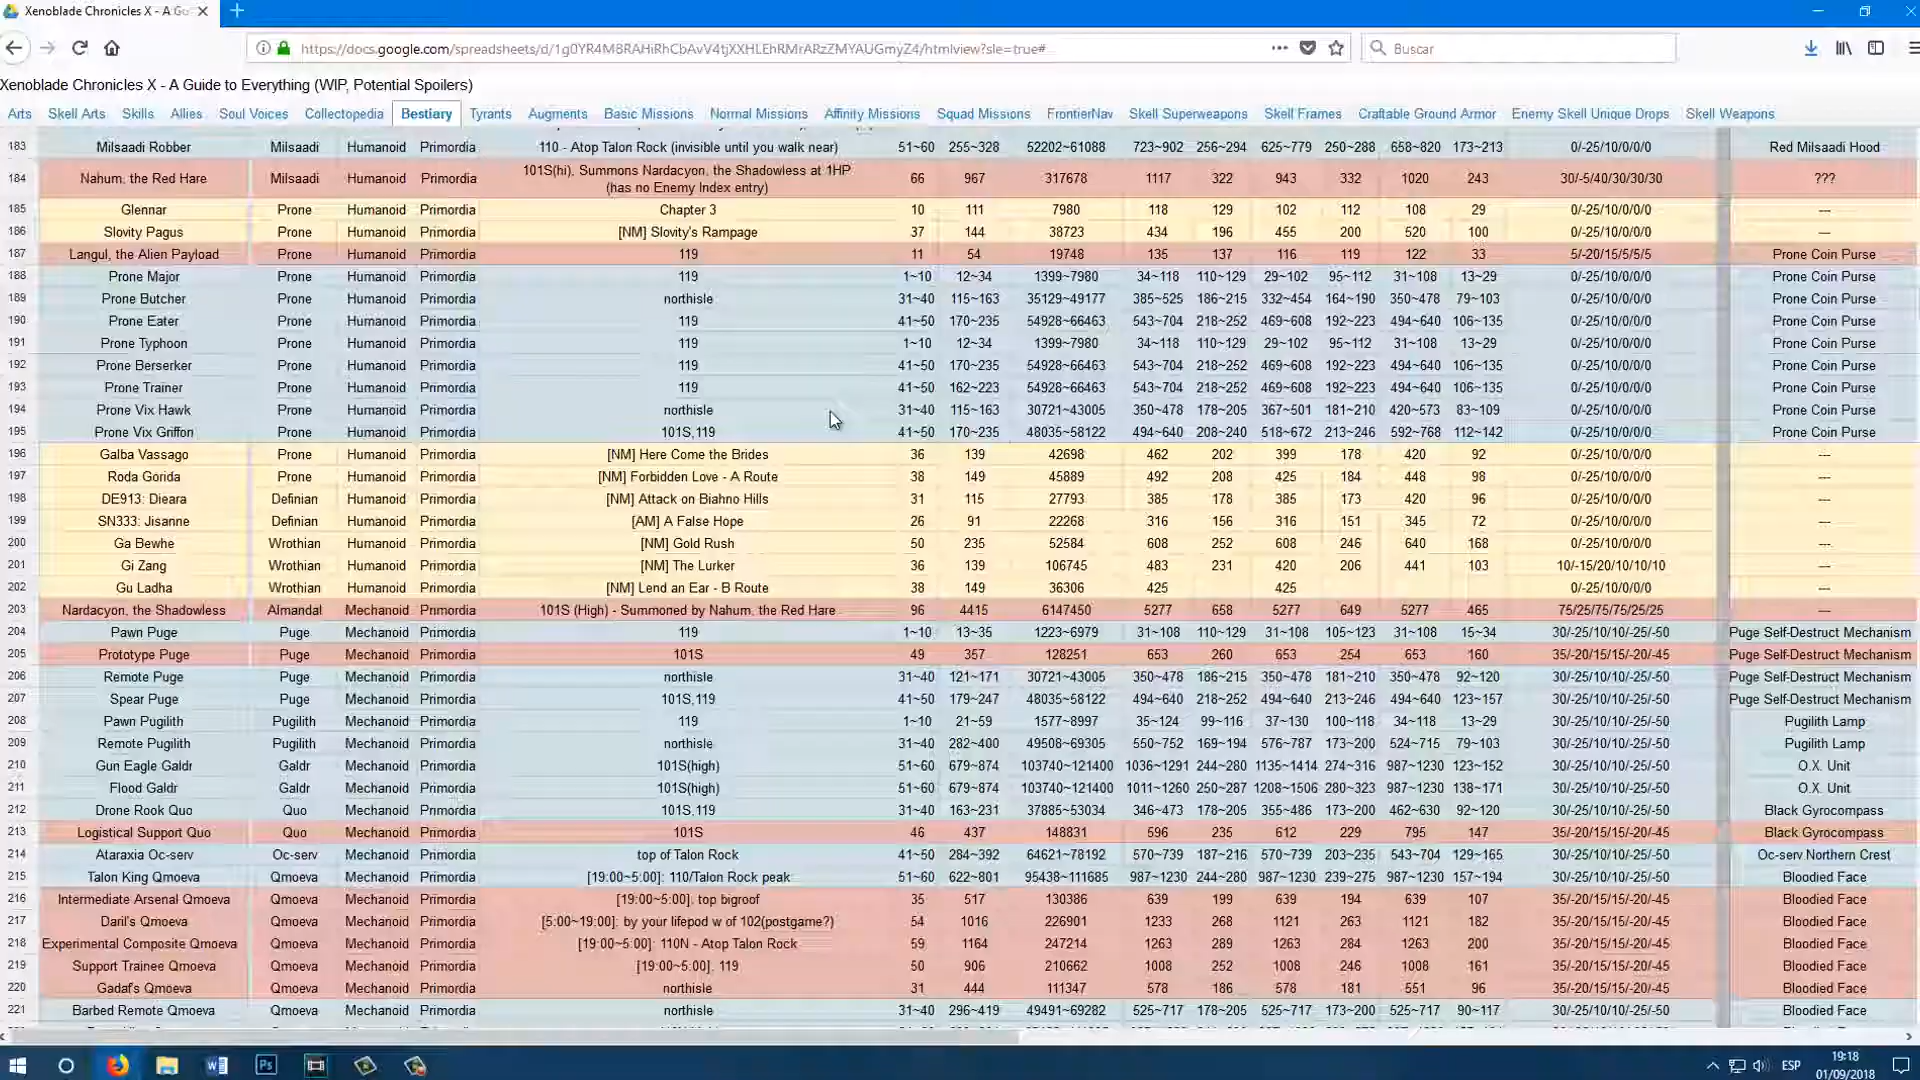 Xenoblade Chronicles X - A Gu
https://docs.google.com/spreadsheets/d/1g0YR4M8RAHiRhCbAvV4tjXXHLEhRMrARzZMYAUGmyZ4/htmlview?sle=true#
Buscar
Xenoblade Chronicles X - A Guide to Everything (WIP, Potential Spoilers)
Arts Skell Arts Skills Allies Soul Voices Collectopedia Bestiary Tyrants Augments Basic Missions Normal Missions Affinity Missions Squad Missions FrontierNav Skell Superweapons Skell Frames Craftable Ground Armor Enemy Skell Unique Drops Skell Weapons
183 Milsaadi Robber Milsaadi Humanoid Primordia 110 - Atop Talon Rock (invisible until you walk near) 51~60 255~328 52202~61088 723~902 256~294 625~779 250~288 658~820 173~213 0/-25/10/0/0/0 Red Milsaadi Hood
184 Nahum, the Red Hare Milsaadi Humanoid Primordia 101S(hi), Summons Nardacyon, the Shadowless at 1HP (has no Enemy Index entry) 66 967 317678 1117 322 943 332 1020 243 30/-5/40/30/30/30 ???
185 Glennar Prone Humanoid Primordia Chapter 3 10 111 7980 118 129 102 112 108 29 0/-25/10/0/0/0 ---
186 Slovity Pagus Prone Humanoid Primordia [NM] Slovity's Rampage 37 144 38723 434 196 455 200 520 100 0/-25/10/0/0/0 ---
187 Langul, the Alien Payload Prone Humanoid Primordia 119 11 54 19748 135 137 116 119 122 33 5/-20/15/5/5/5 Prone Coin Purse
188 Prone Major Prone Humanoid Primordia 119 1~10 12~34 1399~7980 34~118 110~129 29~102 95~112 31~108 13~29 0/-25/10/0/0/0 Prone Coin Purse
189 Prone Butcher Prone Humanoid Primordia northisle 31~40 115~163 35129~49177 385~525 186~215 332~454 164~190 350~478 79~103 0/-25/10/0/0/0 Prone Coin Purse
190 Prone Eater Prone Humanoid Primordia 119 41~50 170~235 54928~66463 543~704 218~252 469~608 192~223 494~640 106~135 0/-25/10/0/0/0 Prone Coin Purse
191 Prone Typhoon Prone Humanoid Primordia 119 1~10 12~34 1399~7980 34~118 110~129 29~102 95~112 31~108 13~29 0/-25/10/0/0/0 Prone Coin Purse
192 Prone Berserker Prone Humanoid Primordia 119 41~50 170~235 54928~66463 543~704 218~252 469~608 192~223 494~640 106~135 0/-25/10/0/0/0 Prone Coin Purse
193 Prone Trainer Prone Humanoid Primordia 119 41~50 162~223 54928~66463 543~704 218~252 469~608 192~223 494~640 106~135 0/-25/10/0/0/0 Prone Coin Purse
194 Prone Vix Hawk Prone Humanoid Primordia northisle 31~40 115~163 30721~43005 350~478 178~205 367~501 181~210 420~573 83~109 0/-25/10/0/0/0 Prone Coin Purse
195 Prone Vix Griffon Prone Humanoid Primordia 101S,119 41~50 170~235 48035~58122 494~640 208~240 518~672 213~246 592~768 112~142 0/-25/10/0/0/0 Prone Coin Purse
196 Galba Vassago Prone Humanoid Primordia [NM] Here Come the Brides 36 139 42698 462 202 399 178 420 92 0/-25/10/0/0/0 ---
197 Roda Gorida Prone Humanoid Primordia [NM] Forbidden Love - A Route 38 149 45889 492 208 425 184 448 98 0/-25/10/0/0/0 ---
198 DE913: Dieara Definian Humanoid Primordia [NM] Attack on Biahno Hills 31 115 27793 385 178 385 173 420 96 0/-25/10/0/0/0 ---
199 SN333: Jisanne Definian Humanoid Primordia [AM] A False Hope 26 91 22268 316 156 316 151 345 72 0/-25/10/0/0/0 ---
200 Ga Bewhe Wrothian Humanoid Primordia [NM] Gold Rush 50 235 52584 608 252 608 246 640 168 0/-25/10/0/0/0 ---
201 Gi Zang Wrothian Humanoid Primordia [NM] The Lurker 36 139 106745 483 231 420 206 441 103 10/-15/20/10/10/10 ---
202 Gu Ladha Wrothian Humanoid Primordia [NM] Lend an Ear - B Route 38 149 36306 425 425 0/-25/10/0/0/0 ---
203 Nardacyon, the Shadowless Almandal Mechanoid Primordia 101S (High) - Summoned by Nahum, the Red Hare 96 4415 6147450 5277 658 5277 649 5277 465 75/25/75/75/25/25 ---
204 Pawn Puge Puge Mechanoid Primordia 119 1~10 13~35 1223~6979 31~108 110~129 31~108 105~123 31~108 15~34 30/-25/10/10/-25/-50 Puge Self-Destruct Mechanism
205 Prototype Puge Puge Mechanoid Primordia 101S 49 357 128251 653 260 653 254 653 160 35/-20/15/15/-20/-45 Puge Self-Destruct Mechanism
206 Remote Puge Puge Mechanoid Primordia northisle 31~40 121~171 30721~43005 350~478 186~215 350~478 181~210 350~478 92~120 30/-25/10/10/-25/-50 Puge Self-Destruct Mechanism
207 Spear Puge Puge Mechanoid Primordia 101S,119 41~50 179~247 48035~58122 494~640 218~252 494~640 213~246 494~640 123~157 30/-25/10/10/-25/-50 Puge Self-Destruct Mechanism
208 Pawn Pugilith Pugilith Mechanoid Primordia 119 1~10 21~59 1577~8997 35~124 99~116 37~130 100~118 34~118 13~29 30/-25/10/10/-25/-50 Pugilith Lamp
209 Remote Pugilith Pugilith Mechanoid Primordia northisle 31~40 282~400 49508~69305 550~752 169~194 576~787 173~200 524~715 79~103 30/-25/10/10/-25/-50 Pugilith Lamp
210 Gun Eagle Galdr Galdr Mechanoid Primordia 101S(high) 51~60 679~874 103740~121400 1036~1291 244~280 1135~1414 274~316 987~1230 123~152 30/-25/10/10/-25/-50 O.X. Unit
211 Flood Galdr Galdr Mechanoid Primordia 101S(high) 51~60 679~874 103740~121400 1011~1260 250~287 1208~1506 280~323 987~1230 138~171 30/-25/10/10/-25/-50 O.X. Unit
212 Drone Rook Quo Quo Mechanoid Primordia 101S,119 31~40 163~231 37885~53034 346~473 178~205 355~486 173~200 462~630 92~120 30/-25/10/10/-25/-50 Black Gyrocompass
213 Logistical Support Quo Quo Mechanoid Primordia 101S 46 437 148831 596 235 612 229 795 147 35/-20/15/15/-20/-45 Black Gyrocompass
214 Ataraxia Oc-serv Oc-serv Mechanoid Primordia top of Talon Rock 41~50 284~392 64621~78192 570~739 187~216 570~739 203~235 543~704 129~165 30/-25/10/10/-25/-50 Oc-serv Northern Crest
215 Talon King Qmoeva Qmoeva Mechanoid Primordia [19:00~5:00]: 110/Talon Rock peak 51~60 622~801 95438~111685 987~1230 244~280 987~1230 239~275 987~1230 157~194 30/-25/10/10/-25/-50 Bloodied Face
216 Intermediate Arsenal Qmoeva Qmoeva Mechanoid Primordia [19:00~5:00]. top bigroof 35 517 130386 639 199 639 194 639 107 35/-20/15/15/-20/-45 Bloodied Face
217 Daril's Qmoeva Qmoeva Mechanoid Primordia [5:00~19:00]: by your lifepod w of 102(postgame?) 54 1016 226901 1233 268 1121 263 1121 182 35/-20/15/15/-20/-45 Bloodied Face
218 Experimental Composite Qmoeva Qmoeva Mechanoid Primordia [19:00~5:00]: 110N - Atop Talon Rock 59 1164 247214 1263 289 1263 284 1263 200 35/-20/15/15/-20/-45 Bloodied Face
219 Support Trainee Qmoeva Qmoeva Mechanoid Primordia [19:00~5:00]. 119 50 906 210662 1008 252 1008 246 1008 161 35/-20/15/15/-20/-45 Bloodied Face
220 Gadaf's Qmoeva Qmoeva Mechanoid Primordia northisle 31 444 111347 578 186 578 181 551 96 35/-20/15/15/-20/-45 Bloodied Face
221 Barbed Remote Qmoeva Qmoeva Mechanoid Primordia northisle 31~40 296~419 49491~69282 525~717 178~205 525~717 173~200 525~717 90~117 30/-25/10/10/-25/-50 Bloodied Face
ESP
19:18
01/09/2018